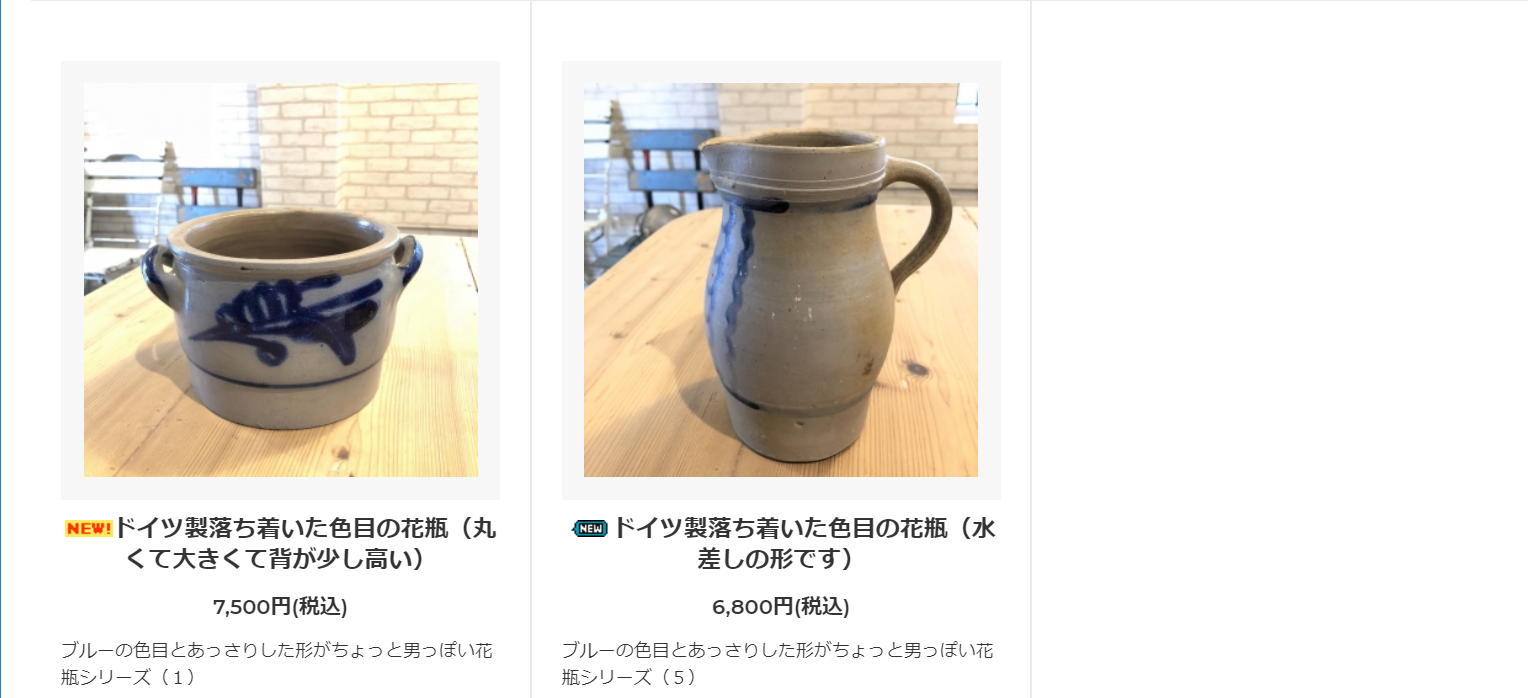 NEW!ドイツ製落ち着いた色目の花瓶（丸
くて大きくて背が少し高い）
7,500円(税込)
ブルーの色目とあっさりした形がちょっと男っぽい花
瓶シリーズ（１）
NEW ドイツ製落ち着いた色目の花瓶（水
差しの形です）
6,800円(税込)
ブルーの色目とあっさりした形がちょっと男っぽい花
瓶シリーズ（５）